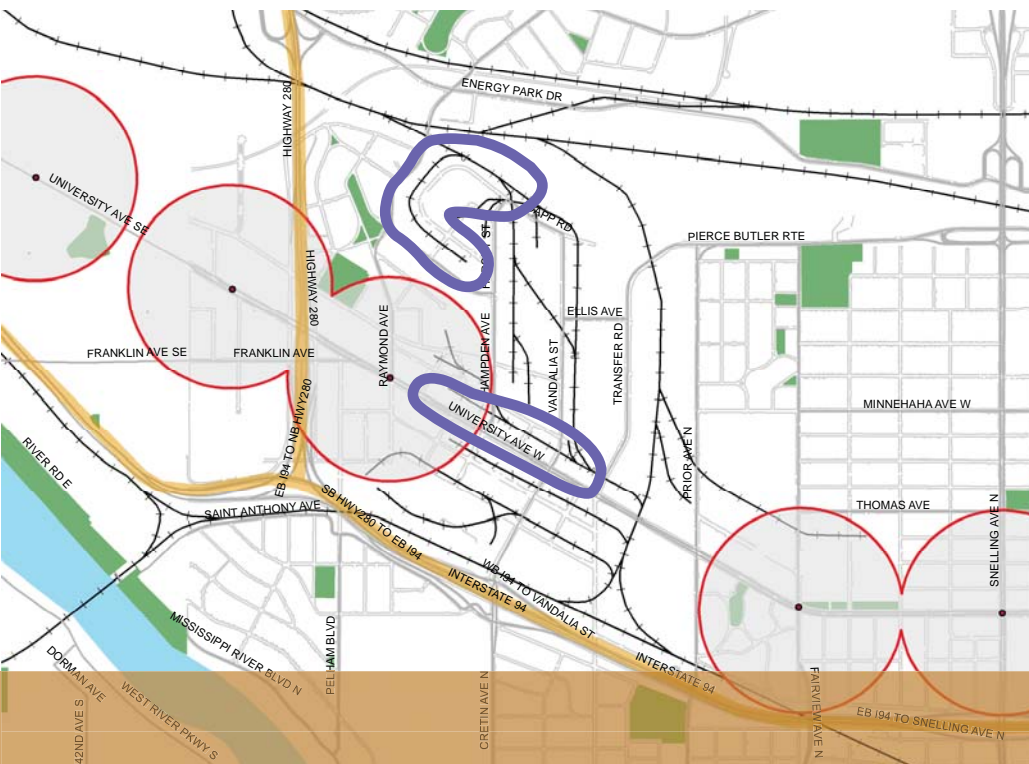 ENERGY PARK DR
HIGHWAY 280
UNIVERSITY AVE SE
APP RD
ST
PIERCE BUTLER RTE
HIGHWAY 280
ELLIS AVE
RAYMOND AVE
HAMPDEN AVE
VANDALIA ST
TRANSFER RD
FRANKLIN AVE SE
FRANKLIN AVE
MINNEHAHA AVE W
UNIVERSITY AVE W
EB I94 TO NB HWY280
RIVER RD E
PRIOR AVE N
SAINT ANTHONY AVE
SB HWY280 TO EB I94
THOMAS AVE
SNELLING AVE N
WB I94 TO VANDALIA ST
INTERSTATE 94
MISSISSIPPI RIVER BLVD N
PELHAM BLVD
DORMAN AVE
WEST RIVER PKWY S
42ND AVE S
CRETIN AVE N
INTERSTATE 94
FAIRVIEW AVE N
EB I94 TO SNELLING AVE N